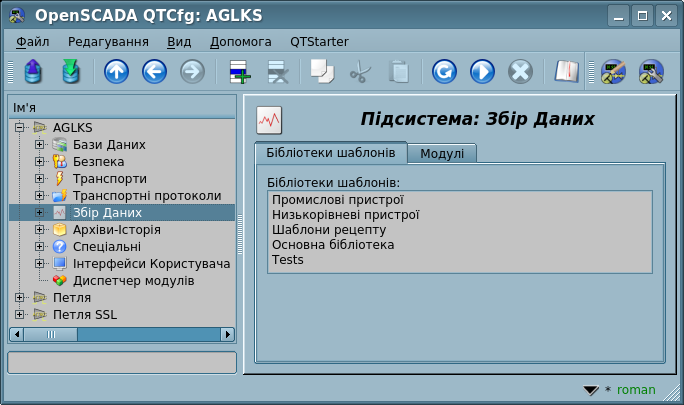 OpenSCADA QTCfg: AGLKS
Файл Редагування Вид Допомога QTStarter
Ім'я
AGLKS
Бази Даних
Безпека
Транспорти
Транспортні протоколи
Збір Даних
Архіви-Історія
Спеціальні
Інтерфейси Користувача
Диспетчер модулів
Петля
Петля SSL
Підсистема: Збір Даних
Бібліотеки шаблонів Модулі
Бібліотеки шаблонів:
Промислові пристрої
Низькорівневі пристрої
Шаблони рецепту
Основна бібліотека
Tests
* roman